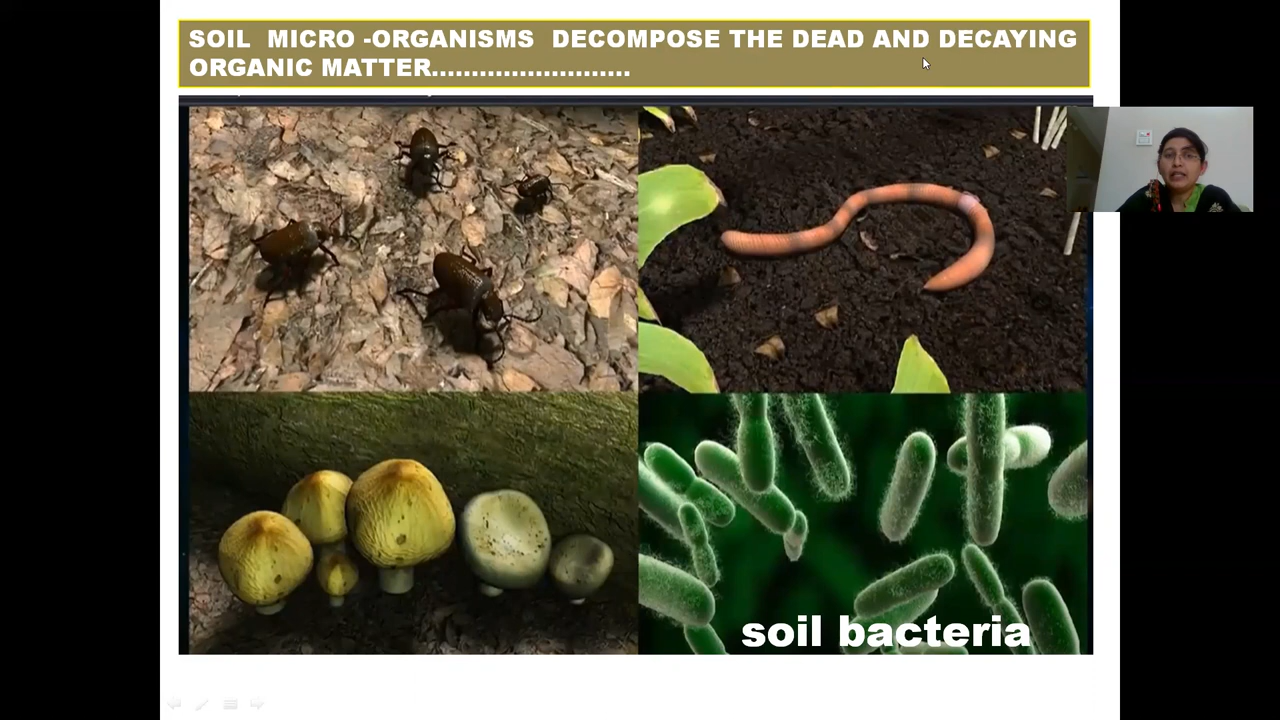 SOIL MICRO -ORGANISMS DECOMPOSE THE DEAD AND DECAYING
ORGANIC MATTER.........................
soil bacteria